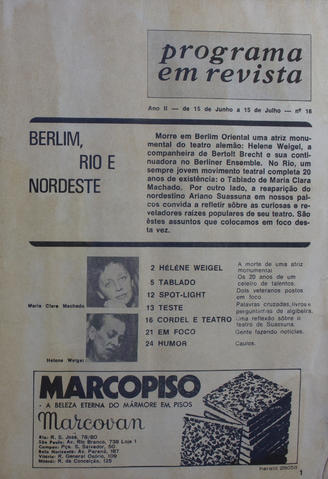 programa
em revista
Ano II — de 15 de Junho a 15 de Julho — nº 16
BERLIM,
RIO E
NORDESTE
Morre em Berlim Oriental uma atriz monu-
mental do teatro alemão: Helene Weigel, a
companheira de Bertolt Brecht e sua conti-
nuadora no Berliner Ensemble. No Rio, um
sempre jovem movimento teatral completa 20
anos de existência: o Tablado de Maria Clara
Machado. Por outro lado, a reaparição do
nordestino Ariano Suassuna em nossos pal-
cos convida a refletir sôbre as curiosas e re-
veladoras raízes populares de seu teatro. São
êstes assuntos que colocamos em foco des-
ta vez.
Maria Clara Machado
Helene Weigel
2 HELENE WEIGEL
A morte de uma atriz
monumental
5 TABLADO
Os 20 anos de um
celeiro de talentos.
12 SPOT-LIGHT
Dois veteranos postos
em foco.
13 TESTE
Palavras cruzadas, livros e
perguntinhas de algibeira.
16 CORDEL E TEATRO
Uma reflexão sôbre o
teatro de Suassuna.
21 EM FOCO
Gente fazendo notícias.
24 HUMOR
Caulos.
MARCOPISO
- A BELEZA ETERNA DO MÁRMORE EM PISOS
Marcovan
Rio: R. S. José, 76/80
São Paulo: Av. Rio Branco, 738 Loja 1
Campos: Pça. S. Salvador, 50
Belo Horizonte: Av. Paraná, 187
Vitória: R. General Osório, 109
Niterói: R. da Conceição, 125
1